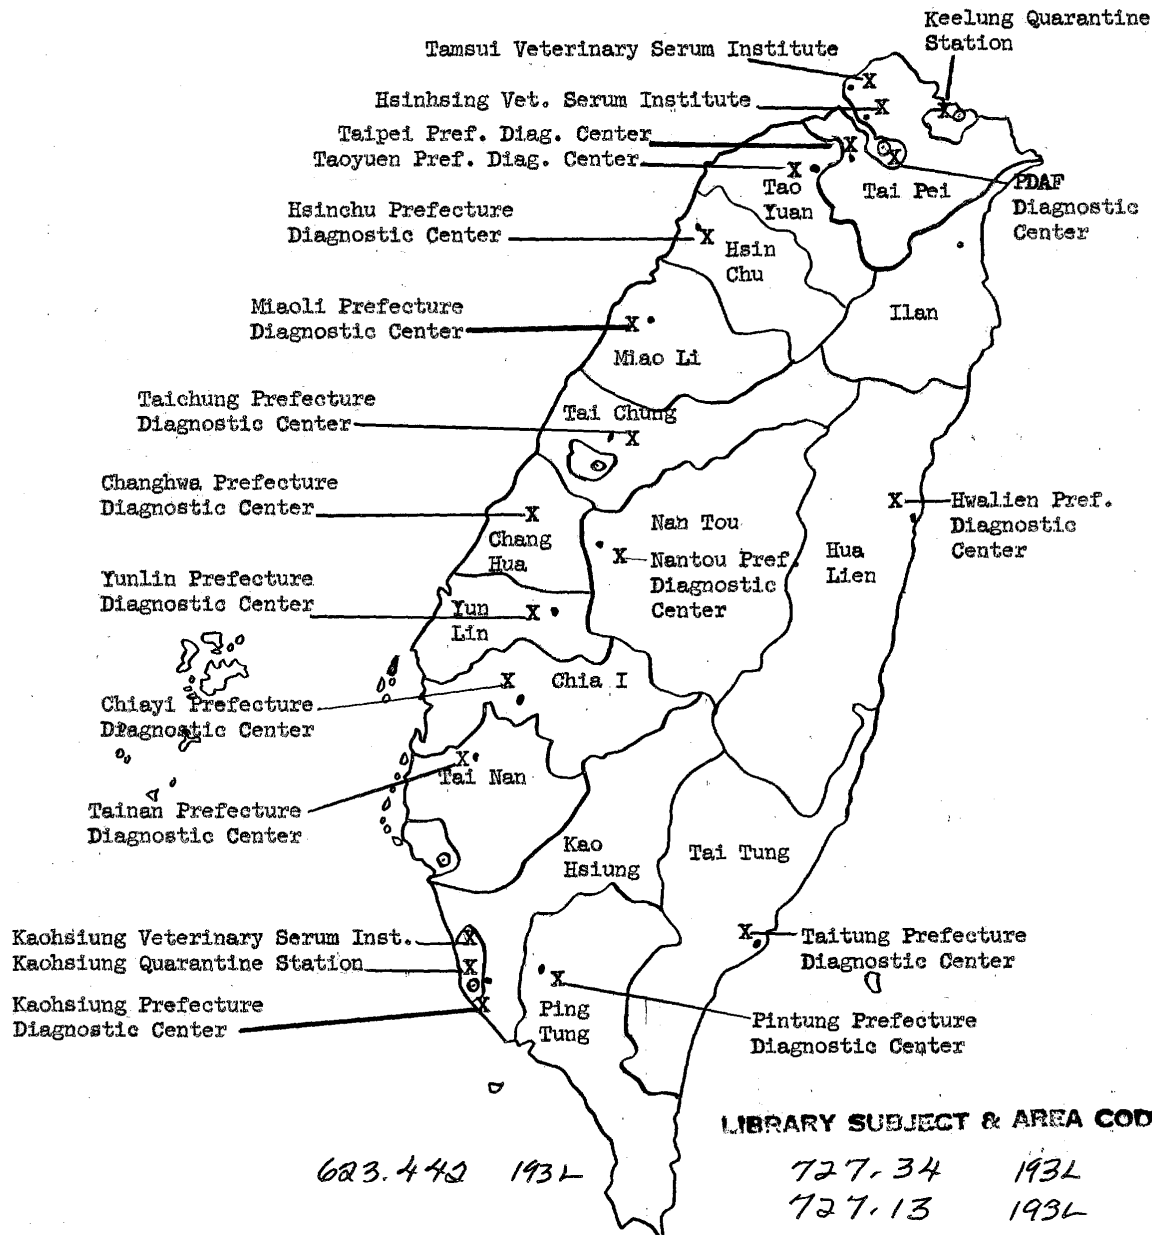 Keelung Quarantine
Station
Tamsui Veterinary Serum Institute
Hsinhsing Vet. Serum Institute
Taipei Pref. Diag. Center
Taoyuen Pref. Diag. Center
Tao
Yuan
Tai Pei
PDAF
Diagnostic
Center
Hsinchu Prefecture
Diagnostic Center
Hsin
Chu
Ilan
Miaoli Prefecture
Diagnostic Center
Miao Li
Taichung Prefecture
Diagnostic Center
Tai Chung
Changhwa Prefecture
Diagnostic Center
Chang
Hua
Nan Tou
Nantou Pref.
Diagnostic
Center
Hua
Lien
Hwalien Pref.
Diagnostic
Center
Yunlin Prefecture
Diagnostic Center
Yun
Lin
Chiayi Prefecture
Diagnostic Center
Chia I
Tainan Prefecture
Diagnostic Center
Tai Nan
Kao
Hsiung
Tai Tung
Kaohsiung Veterinary Serum Inst.
Kaohsiung Quarantine Station
Kaohsiung Prefecture
Diagnostic Center
Ping
Tung
Taitung Prefecture
Diagnostic Center
Pintung Prefecture
Diagnostic Center
LIBRARY SUBJECT & AREA COD
623.442 193L
727.34 193L
727.13 193L